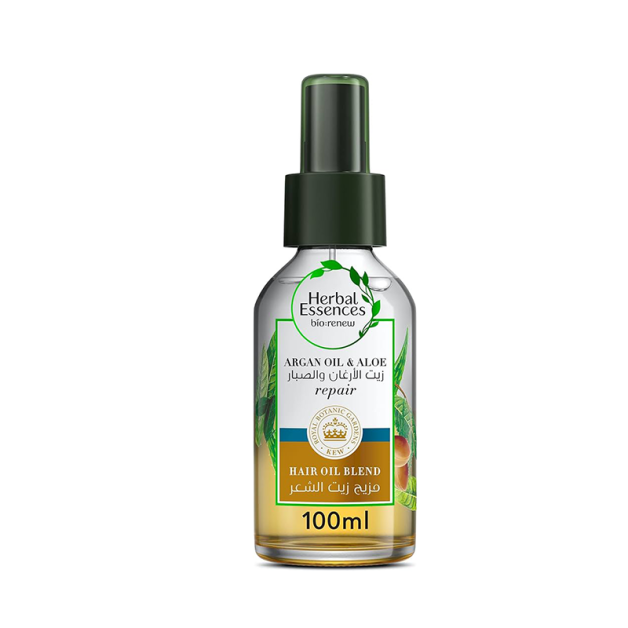 Herbal
Essences
bio:renew
ARGAN OIL & ALOE
زيت الأرغان والصبار
repair
ROYAL BOTANIC GARDENS
KEW
HAIR OIL BLEND
مزيج زيت الشعر
100ml